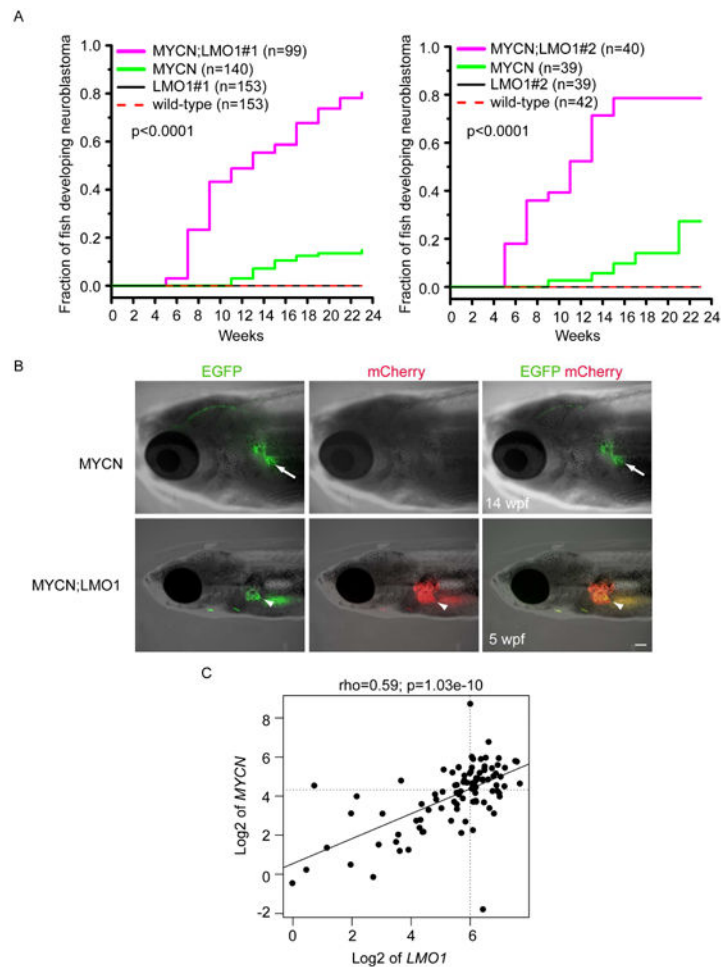 A
MYCN;LMO1#1 (n=99)
MYCN (n=140)
LMO1#1 (n=153)
wild-type (n=153)
p<0.0001
Fraction of fish developing neuroblastoma
1.0
0.8
0.6
0.4
0.2
0.0
0 2 4 6 8 10 12 14 16 18 20 22 24
Weeks
MYCN;LMO1#2 (n=40)
MYCN (n=39)
LMO1#2 (n=39)
wild-type (n=42)
p<0.0001
Fraction of fish developing neuroblastoma
1.0
0.8
0.6
0.4
0.2
0.0
0 2 4 6 8 10 12 14 16 18 20 22 24
Weeks
B
EGFP mCherry EGFP mCherry
MYCN
14 wpf
MYCN;LMO1
5 wpf
C
rho=0.59; p=1.03e-10
Log2 of MYCN
8
6
4
2
0
-2
0 2 4 6
Log2 of LMO1